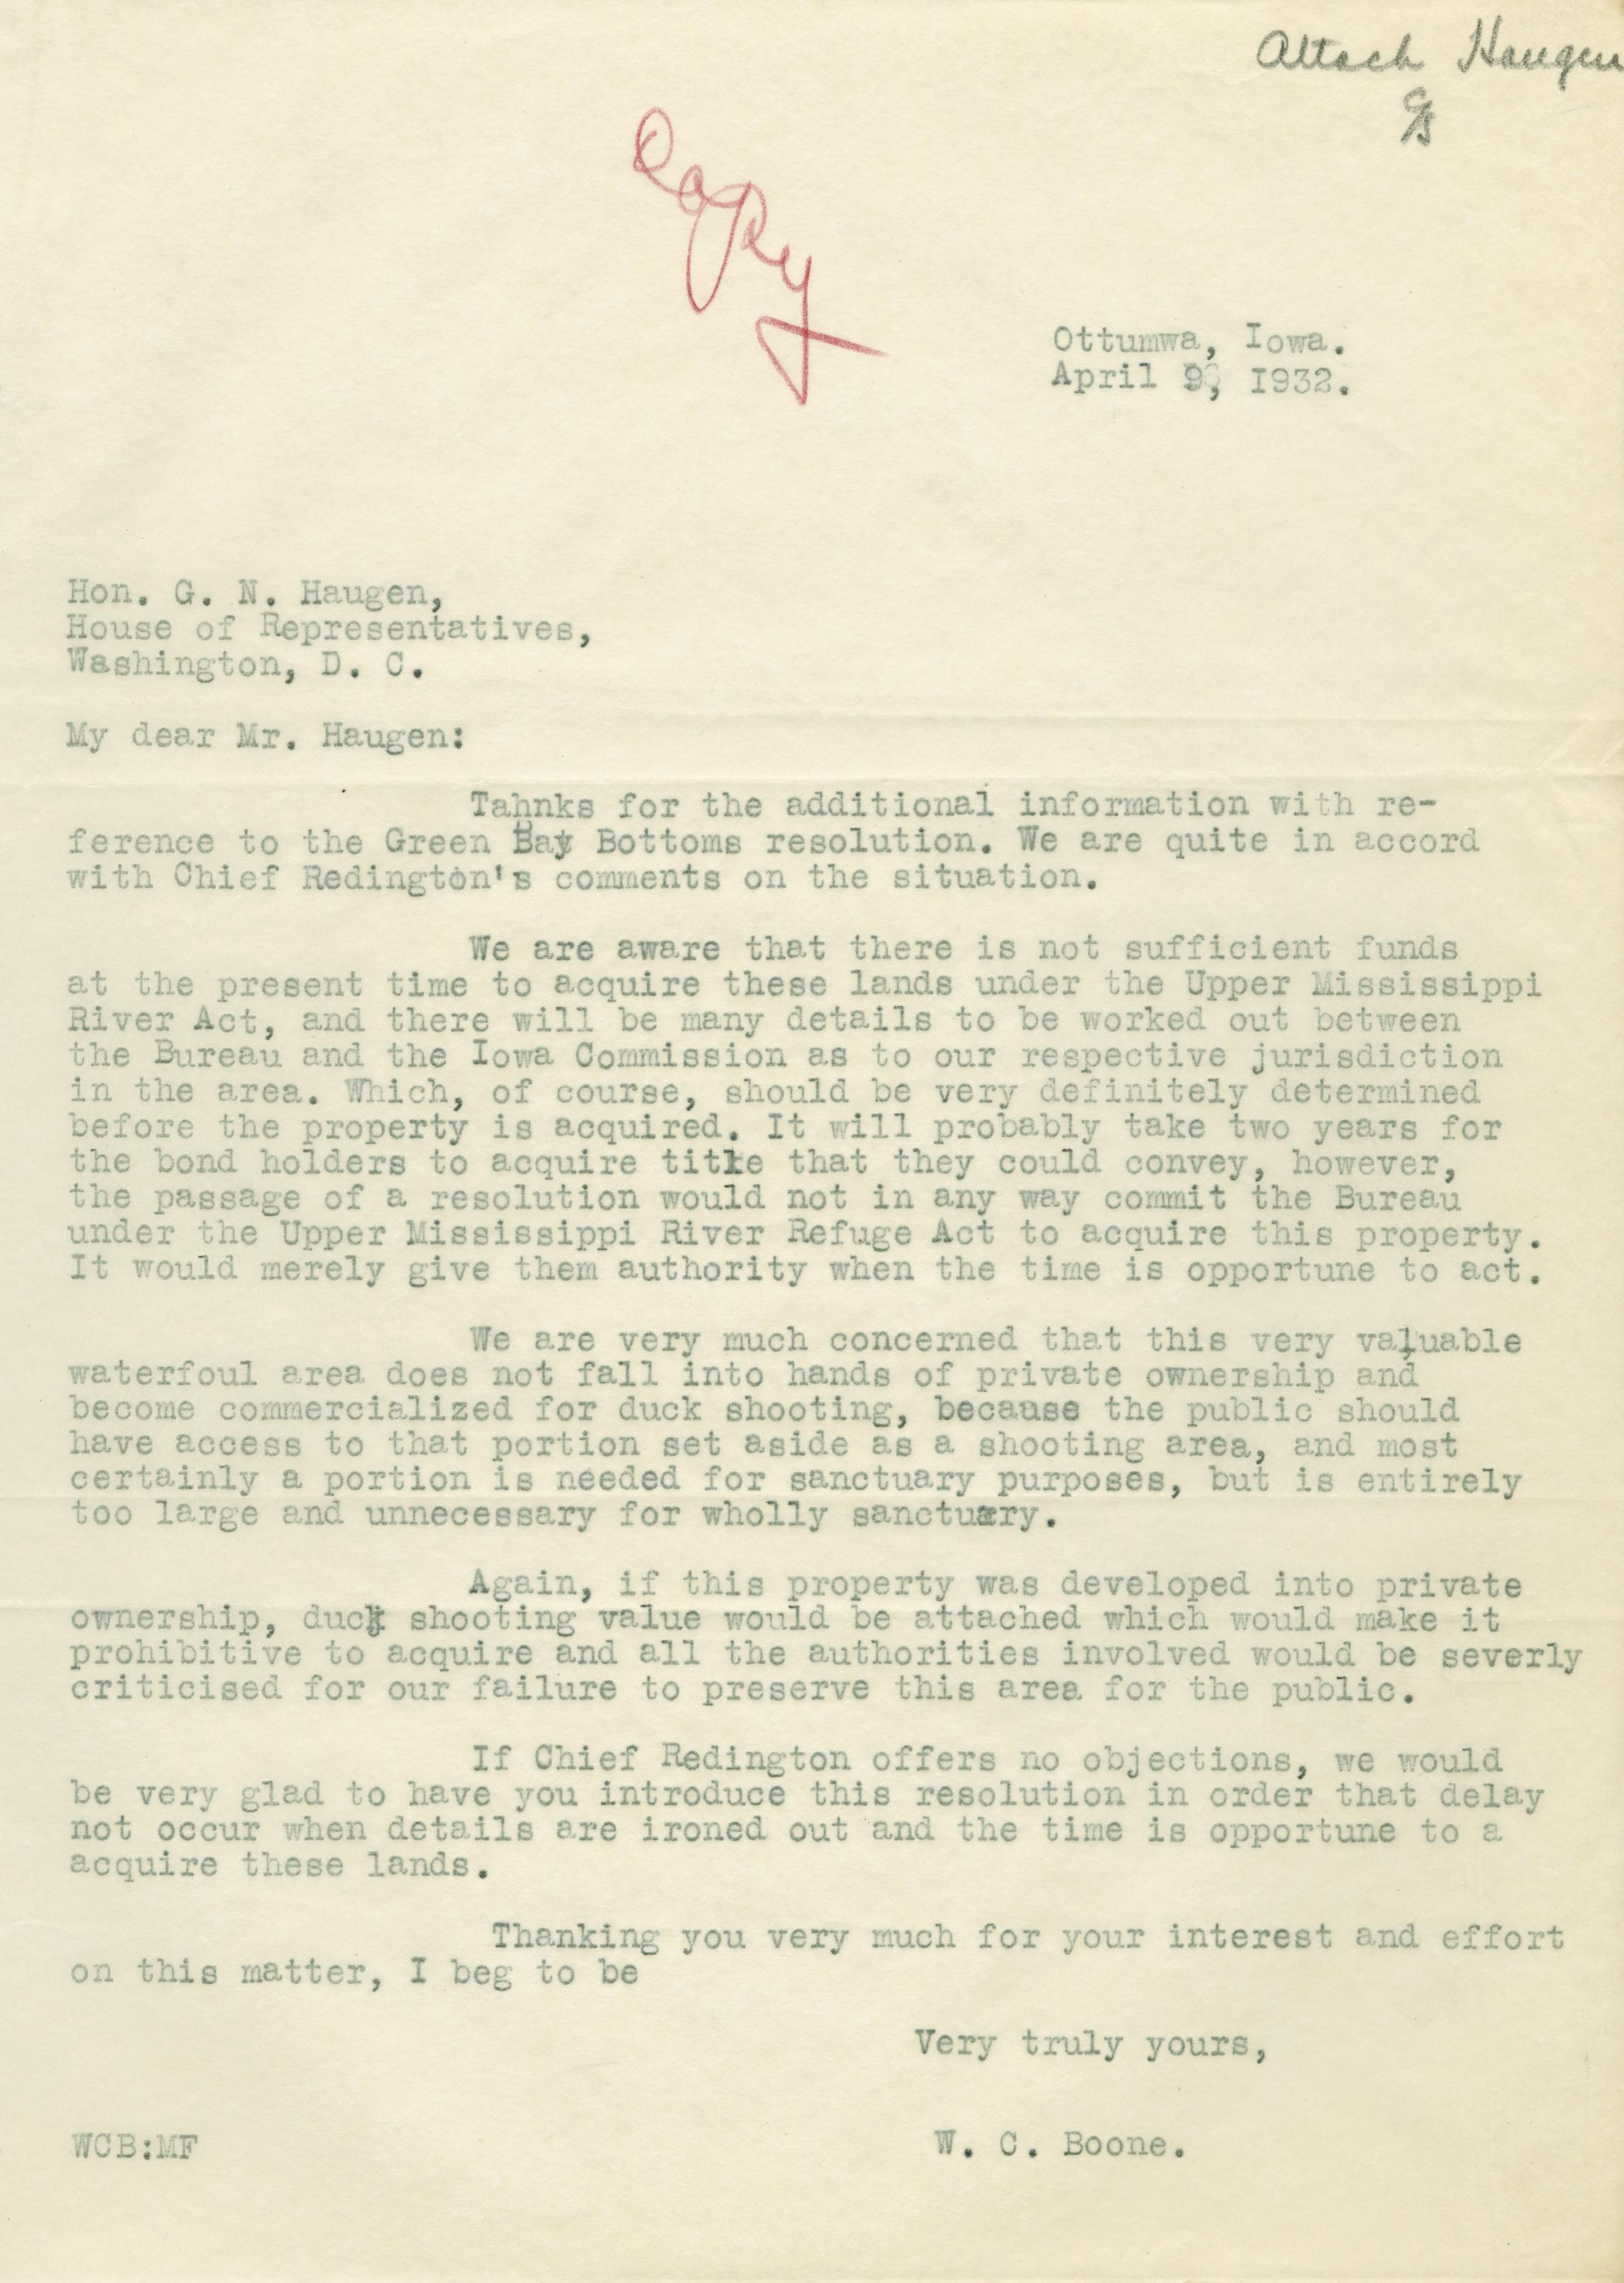 Attach Haugen
Copy
Ottumwa, Iowa.
April 9, 1932.
Hon. G. N. Haugen,
House of Representatives,
Washington, D. C.
My dear Mr. Haugen:
Tahnks for the additional information with re-
ference to the Green Bay Bottoms resolution. We are quite in accord
with Chief Redington's comments on the situation.
We are aware that there is not sufficient funds
at the present time to acquire these lands under the Upper Mississippi
River Act, and there will be many details to be worked out between
the Bureau and the Iowa Commission as to our respective jurisdiction
in the area. Which, of course, should be very definitely determined
before the property is acquired. It will probably take two years for
the bond holders to acquire title that they could convey, however,
the passage of a resolution would not in any way commit the Bureau
under the Upper Mississippi River Refuge Act to acquire this property.
It would merely give them authority when the time is opportune to act.
We are very much concerned that this very valuable
waterfoul area does not fall into hands of private ownership and
become commercialized for duck shooting, because the public should
have access to that portion set aside as a shooting area, and most
certainly a portion is needed for sanctuary purposes, but is entirely
too large and unnecessary for wholly sanctuary.
Again, if this property was developed into private
ownership, duck shooting value would be attached which would make it
prohibitive to acquire and all the authorities involved would be severly
criticised for our failure to preserve this area for the public.
If Chief Redington offers no objections, we would
be very glad to have you introduce this resolution in order that delay
not occur when details are ironed out and the time is opportune to a
acquire these lands.
Thanking you very much for your interest and effort
on this matter, I beg to be
Very truly yours,
WCB:MF
W. C. Boone.